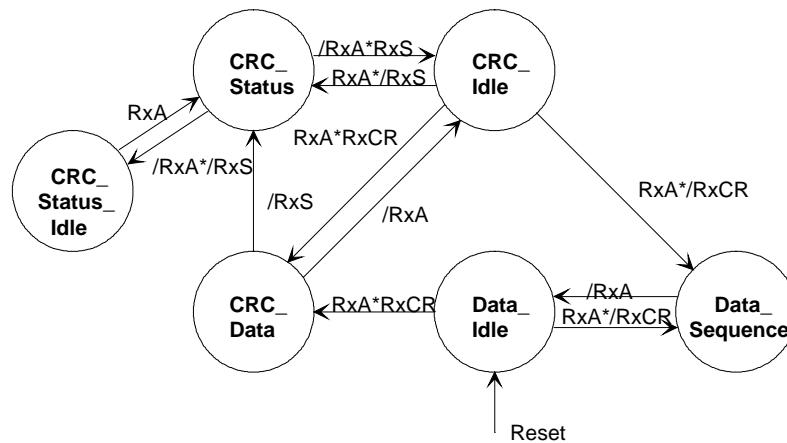 /RxA*RxS
CRC_
Status
CRC_
Idle
RxA*/RxS
RxA
RxA*RxCR
/RxA*/RxS
CRC_
Status_
Idle
RxA*/RxCR
/RxS
/RxA
/RxA
CRC_
Data
RxA*RxCR
Data_
Idle
Data_
Sequence
RxA*/RxCR
Reset